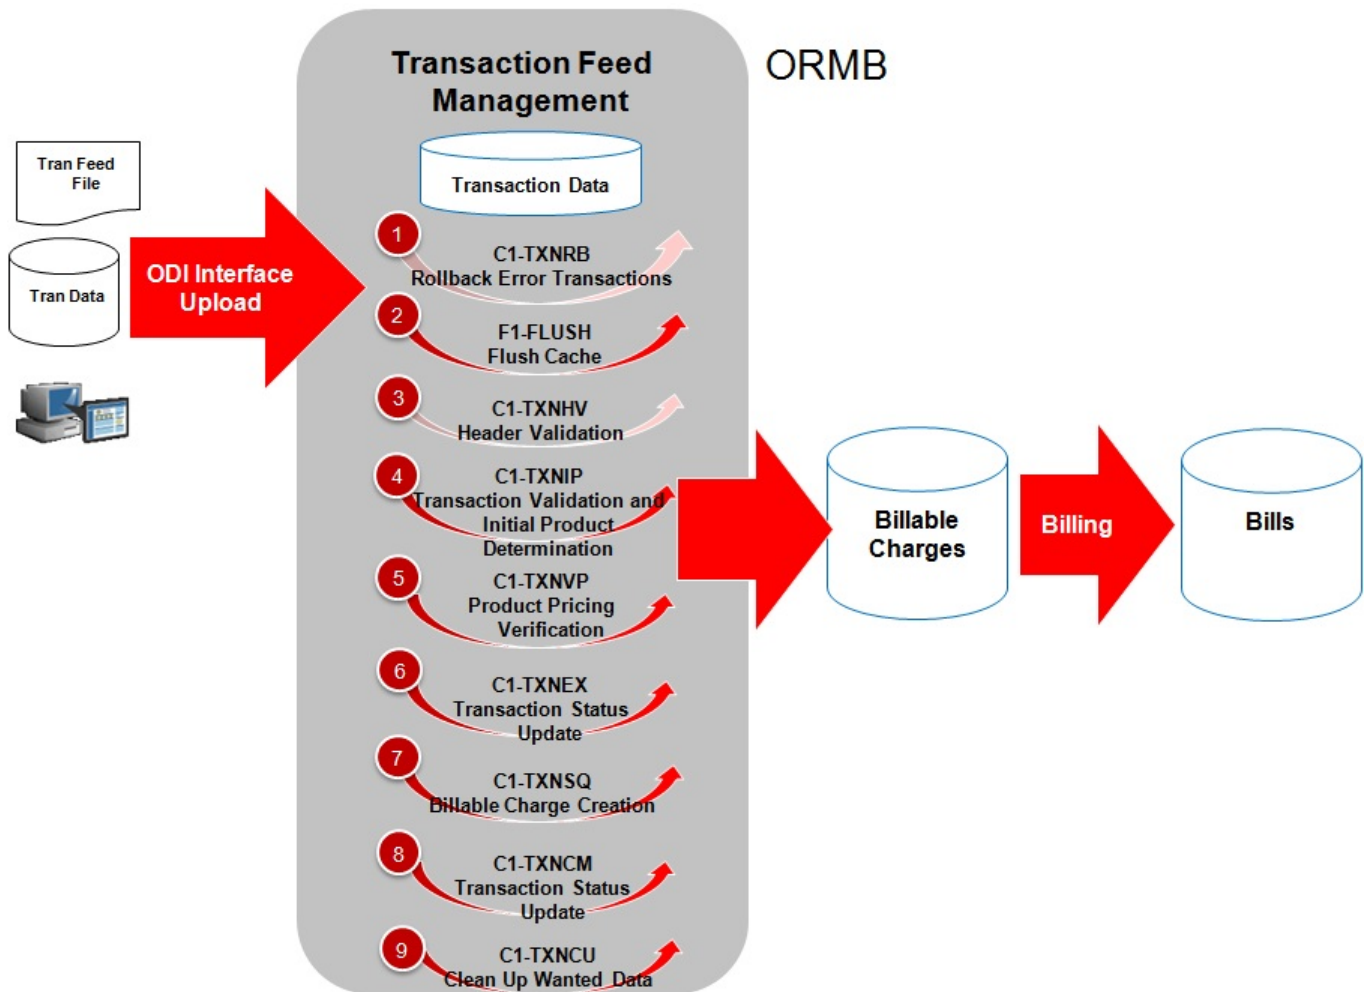 Transaction Feed
Management
ORMB
Tran Feed
File
Transaction Data
Tran Data
ODI Interface
Upload
1
C1-TXNRB
Rollback Error Transactions
2
F1-FLUSH
Flush Cache
3
C1-TXNHV
Header Validation
4
C1-TXNIP
Transaction Validation and
Initial Product
Determination
5
C1-TXNVP
Product Pricing
Verification
6
C1-TXNEX
Transaction Status
Update
7
C1-TXNSQ
Billable Charge Creation
8
C1-TXNCM
Transaction Status
Update
9
C1-TXNCU
Clean Up Wanted Data
Billable
Charges
Billing
Bills